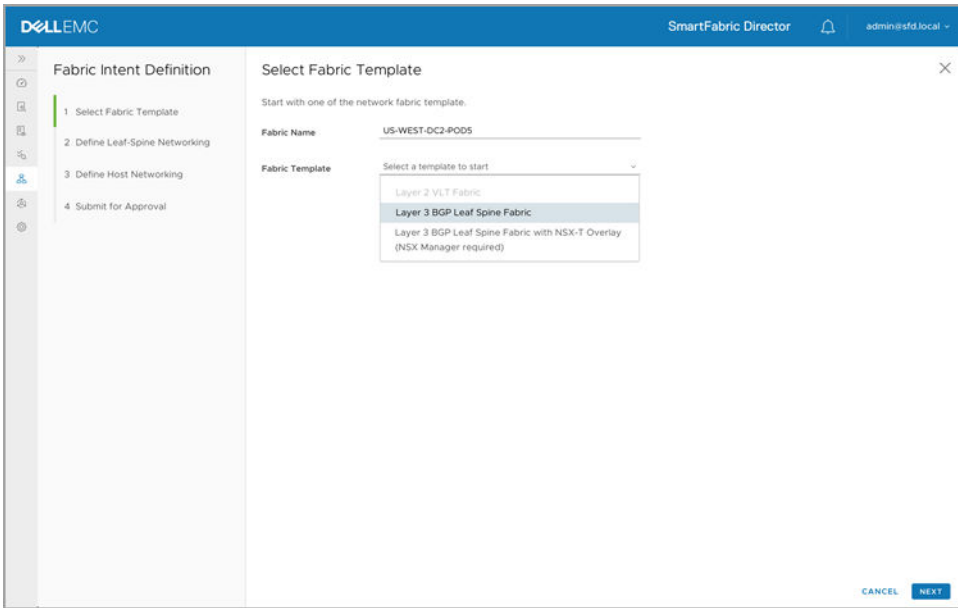 DELLEMC
SmartFabric Director
admin@sfd.local
Fabric Intent Definition
1 Select Fabric Template
2 Define Leaf-Spine Networking
3 Define Host Networking
4 Submit for Approval
Select Fabric Template
Start with one of the network fabric template.
Fabric Name US-WEST-DC2-POD5
Fabric Template Select a template to start
Layer 2 VLT Fabric
Layer 3 BGP Leaf Spine Fabric
Layer 3 BGP Leaf Spine Fabric with NSX-T Overlay
(NSX Manager required)
CANCEL NEXT